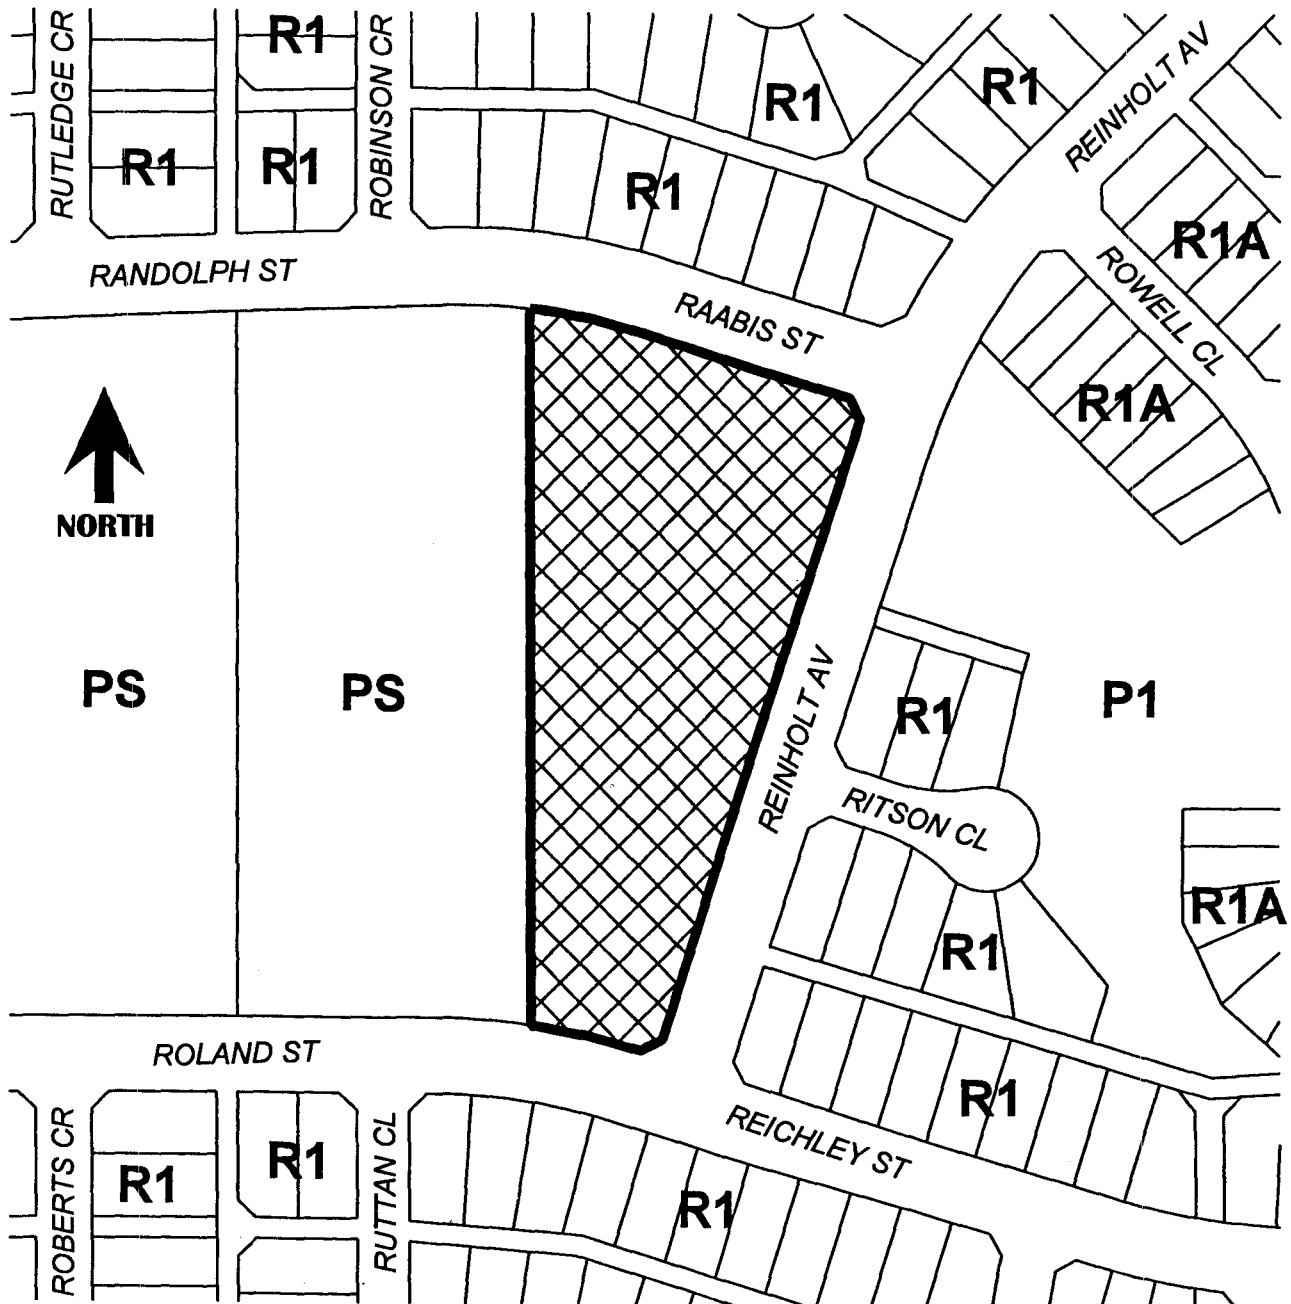 RUTLEDGE CR
R1
ROBINSON CR
R1
R1
REINHOLT AV
R1
R1
R1
R1A
RANDOLPH ST
RAABIS ST
ROWELL CL
R1A
NORTH
PS
PS
R1
P1
REINHOLT AV
RITSON CL
R1A
R1
ROLAND ST
R1
REICHLEY ST
ROBERTS CR
R1
R1
RUTTAN CL
R1